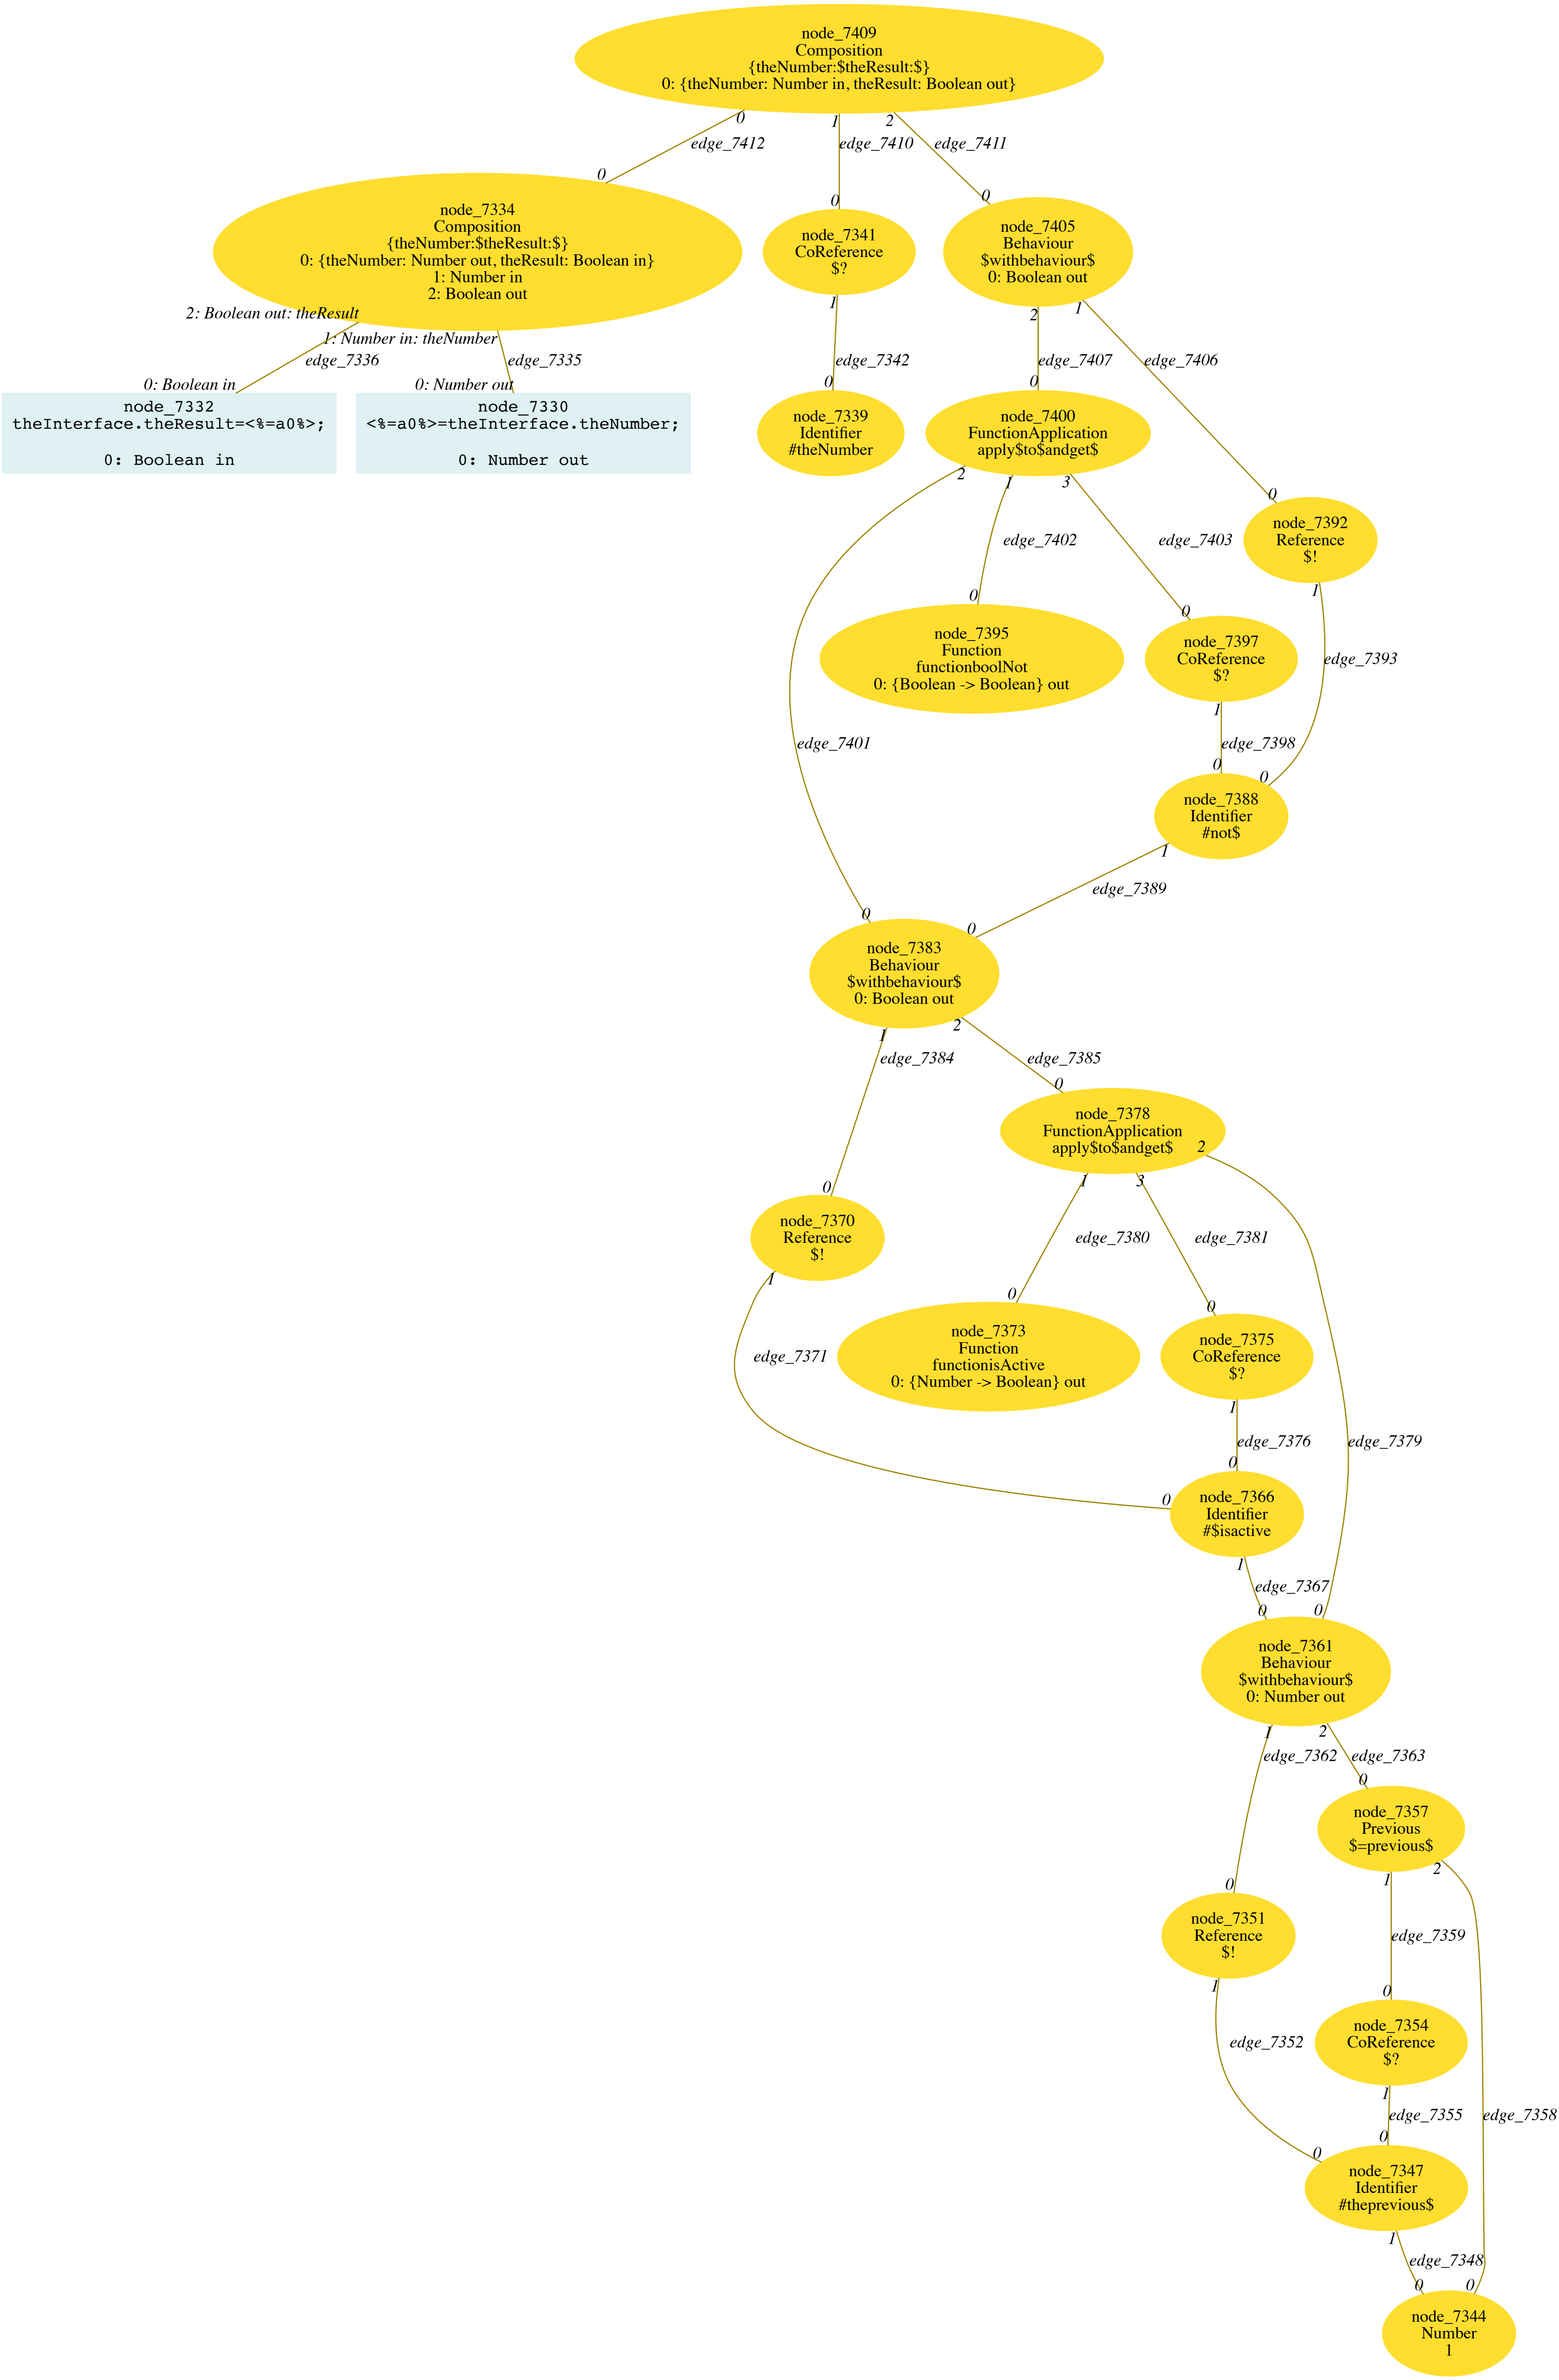 node_7409
Composition
{theNumber:$theResult:$}
0: {theNumber: Number in, theResult: Boolean out}
0
1
2
edge_7412
edge_7410
edge_7411
0
0
0
node_7334
Composition
{theNumber:$theResult:$}
0: {theNumber: Number out, theResult: Boolean in}
1: Number in
2: Boolean out
node_7341
CoReference
$?
node_7405
Behaviour
$withbehaviour$
0: Boolean out
2: Boolean out: theResult
1: Number in: theNumber
1
2
1
edge_7336
edge_7335
edge_7342
edge_7407
edge_7406
0: Boolean in
0: Number out
0
0
node_7332
theInterface.theResult=<%=a0%>;
0: Boolean in
node_7330
<%=a0%>=theInterface.theNumber;
0: Number out
node_7339
Identifier
#theNumber
node_7400
FunctionApplication
apply$to$andget$
2
1
3
0
edge_7402
edge_7403
node_7392
Reference
$!
0
0
1
node_7395
Function
functionboolNot
0: {Boolean -> Boolean} out
node_7397
CoReference
$?
edge_7393
1
edge_7401
edge_7398
0
0
node_7388
Identifier
#not$
1
edge_7389
0
0
node_7383
Behaviour
$withbehaviour$
0: Boolean out
1
2
edge_7384
edge_7385
0
node_7378
FunctionApplication
apply$to$andget$
2
1
3
0
node_7370
Reference
$!
edge_7380
edge_7381
1
0
0
node_7373
Function
functionisActive
0: {Number -> Boolean} out
node_7375
CoReference
$?
edge_7371
1
edge_7376
edge_7379
0
0
node_7366
Identifier
#$isactive
1
edge_7367
0
0
node_7361
Behaviour
$withbehaviour$
0: Number out
1
2
edge_7362
edge_7363
0
node_7357
Previous
$=previous$
1
2
0
node_7351
Reference
$!
edge_7359
1
0
edge_7352
node_7354
CoReference
$?
1
edge_7355
edge_7358
0
0
node_7347
Identifier
#theprevious$
1
edge_7348
0
0
node_7344
Number
1